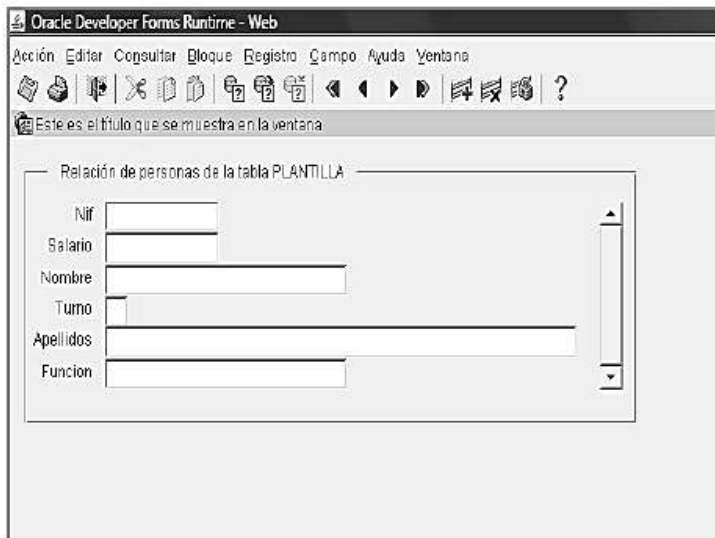 Oracle Developer Forms Runtime - Web
Acción Editar Consultar Bloque Registro Campo Ayuda Ventana
Este es el título que se muestra en la ventana
Relación de personas de la tabla PLANTILLA
Nif
Salario
Nombre
Turno
Apellidos
Funcion